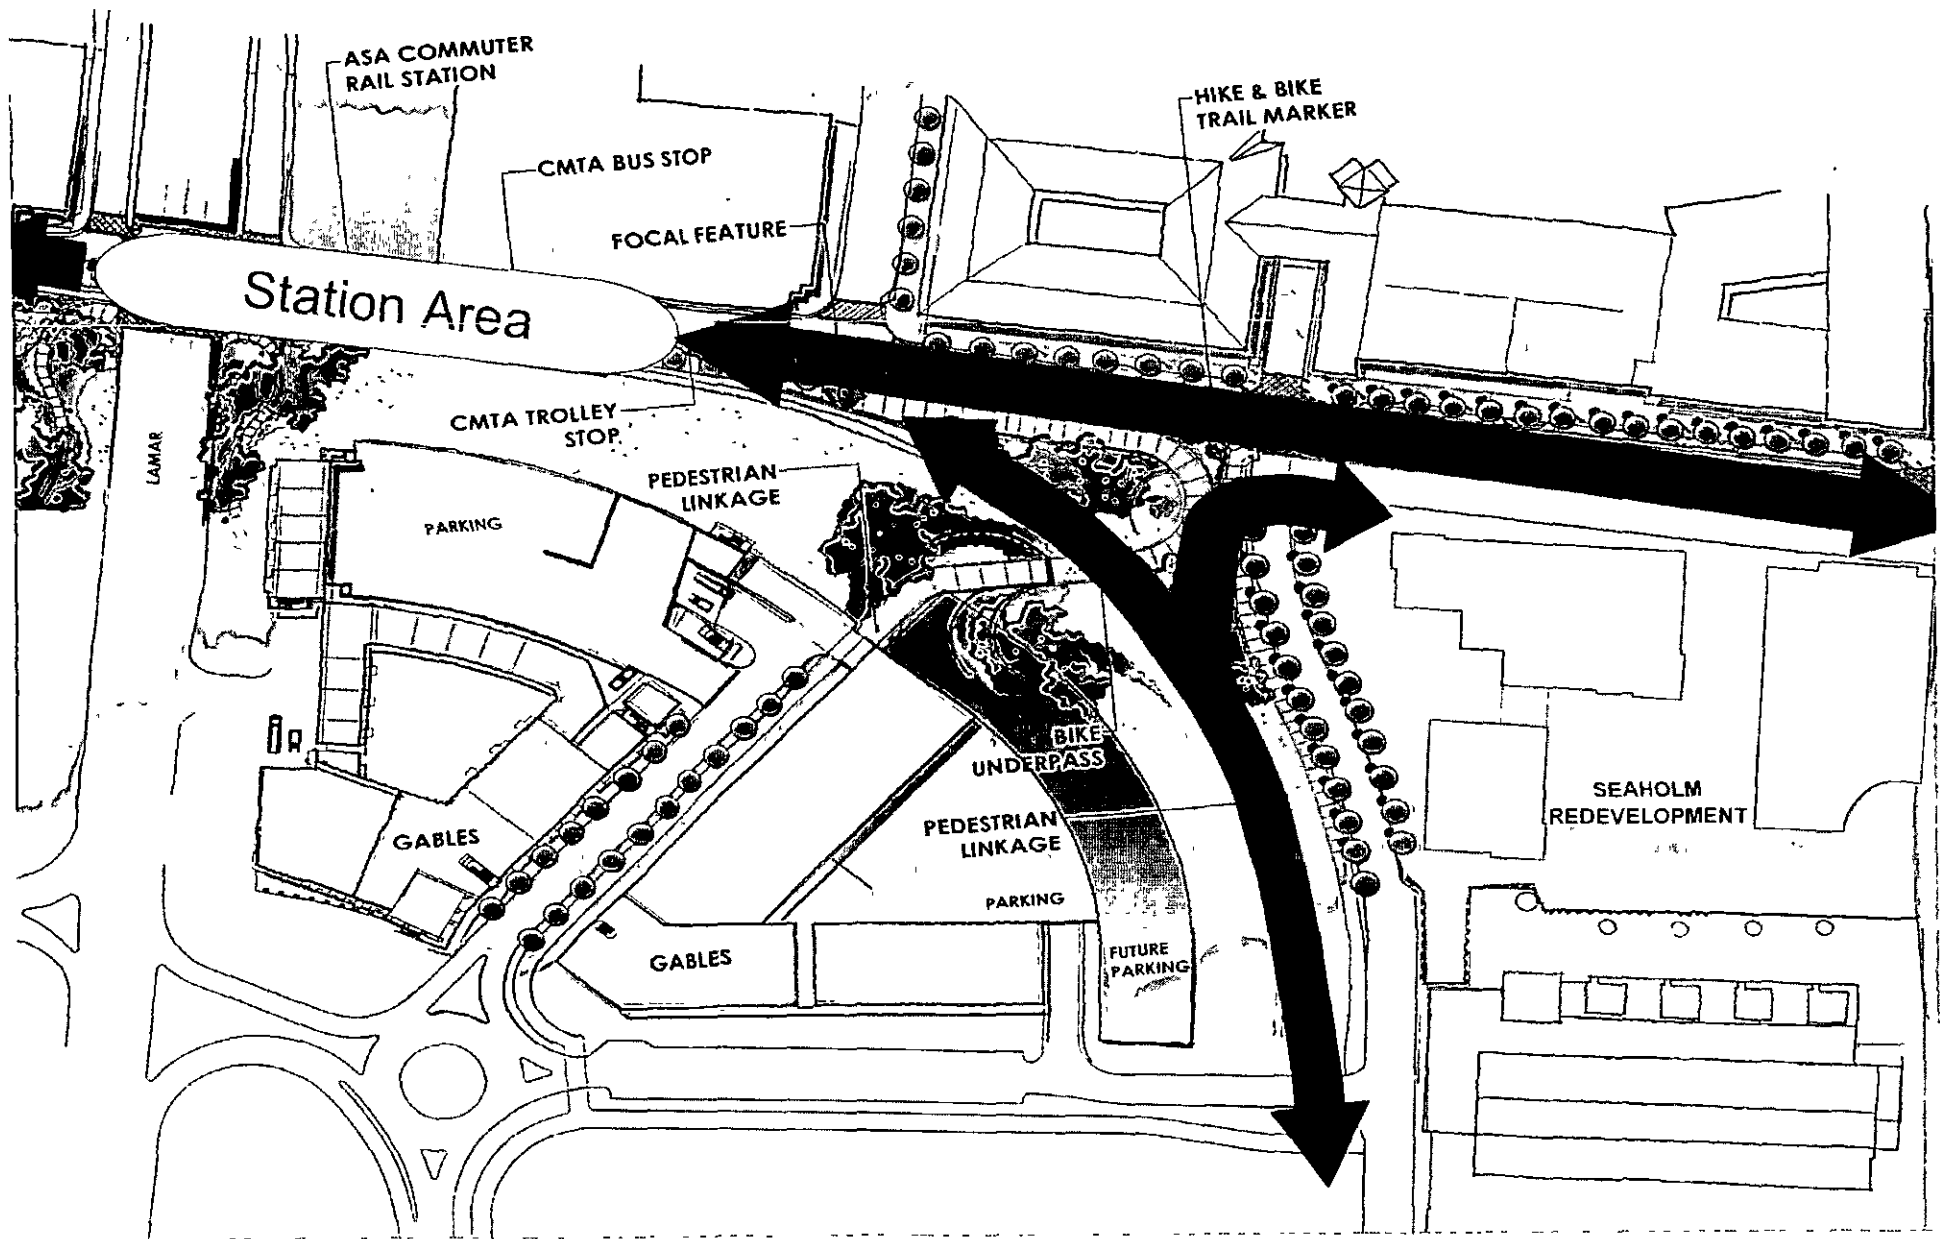 ASA COMMUTER
RAIL STATION
HIKE & BIKE
TRAIL MARKER
CMTA BUS STOP
FOCAL FEATURE
Station Area
CMTA TROLLEY
STOP
LAMAR
PEDESTRIAN
LINKAGE
PARKING
BIKE
UNDERPASS
SEAHOLM
REDEVELOPMENT
GABLES
PEDESTRIAN
LINKAGE
PARKING
GABLES
FUTURE
PARKING